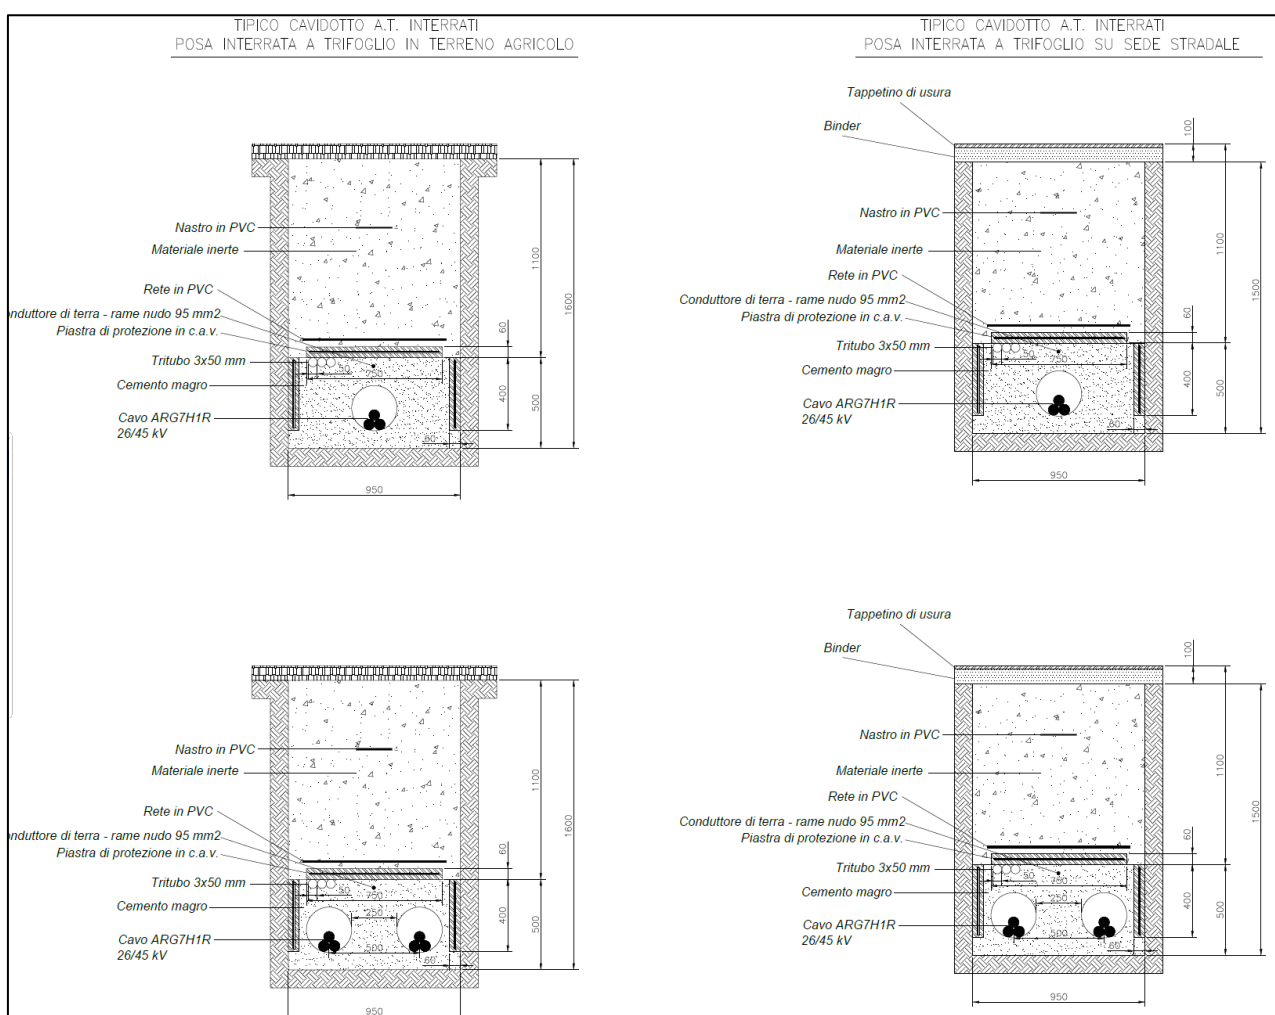 TIPICO CAVIDOTTO A.T. INTERRATI
POSA INTERRATA A TRIFOGLIO IN TERRENO AGRICOLO
Nastro in PVC
Materiale inerte
Rete in PVC
onduttore di terra - rame nudo 95 mm2
Piastra di protezione in c.a.v.
Tritubo 3x50 mm
Cemento magro
Cavo ARG7H1R
26/45 kV
50
750
60
950
60
400
1100
500
1600
TIPICO CAVIDOTTO A.T. INTERRATI
POSA INTERRATA A TRIFOGLIO SU SEDE STRADALE
Tappetino di usura
Binder
Nastro in PVC
Materiale inerte
Rete in PVC
Conduttore di terra - rame nudo 95 mm2
Piastra di protezione in c.a.v.
Tritubo 3x50 mm
Cemento magro
Cavo ARG7H1R
26/45 kV
50
750
60
950
100
60
400
1100
500
1500
Nastro in PVC
Materiale inerte
Rete in PVC
nduttore di terra - rame nudo 95 mm2
Piastra di protezione in c.a.v.
Tritubo 3x50 mm
Cemento magro
Cavo ARG7H1R
26/45 kV
50
750
250
500
60
950
60
400
1100
500
1600
Tappetino di usura
Binder
Nastro in PVC
Materiale inerte
Rete in PVC
Conduttore di terra - rame nudo 95 mm2
Piastra di protezione in c.a.v.
Tritubo 3x50 mm
Cemento magro
Cavo ARG7H1R
26/45 kV
50
750
250
500
60
950
100
60
400
1100
500
1500